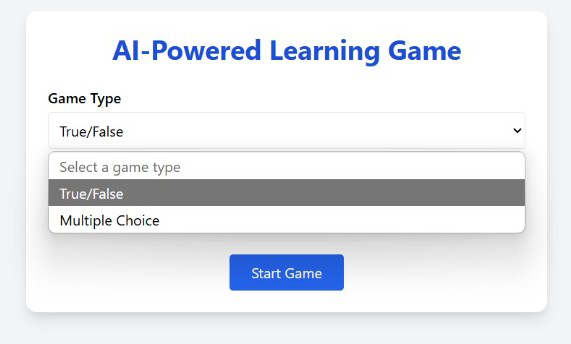 AI-Powered Learning Game
Game Type
True/False
Select a game type
True/False
Multiple Choice
Start Game